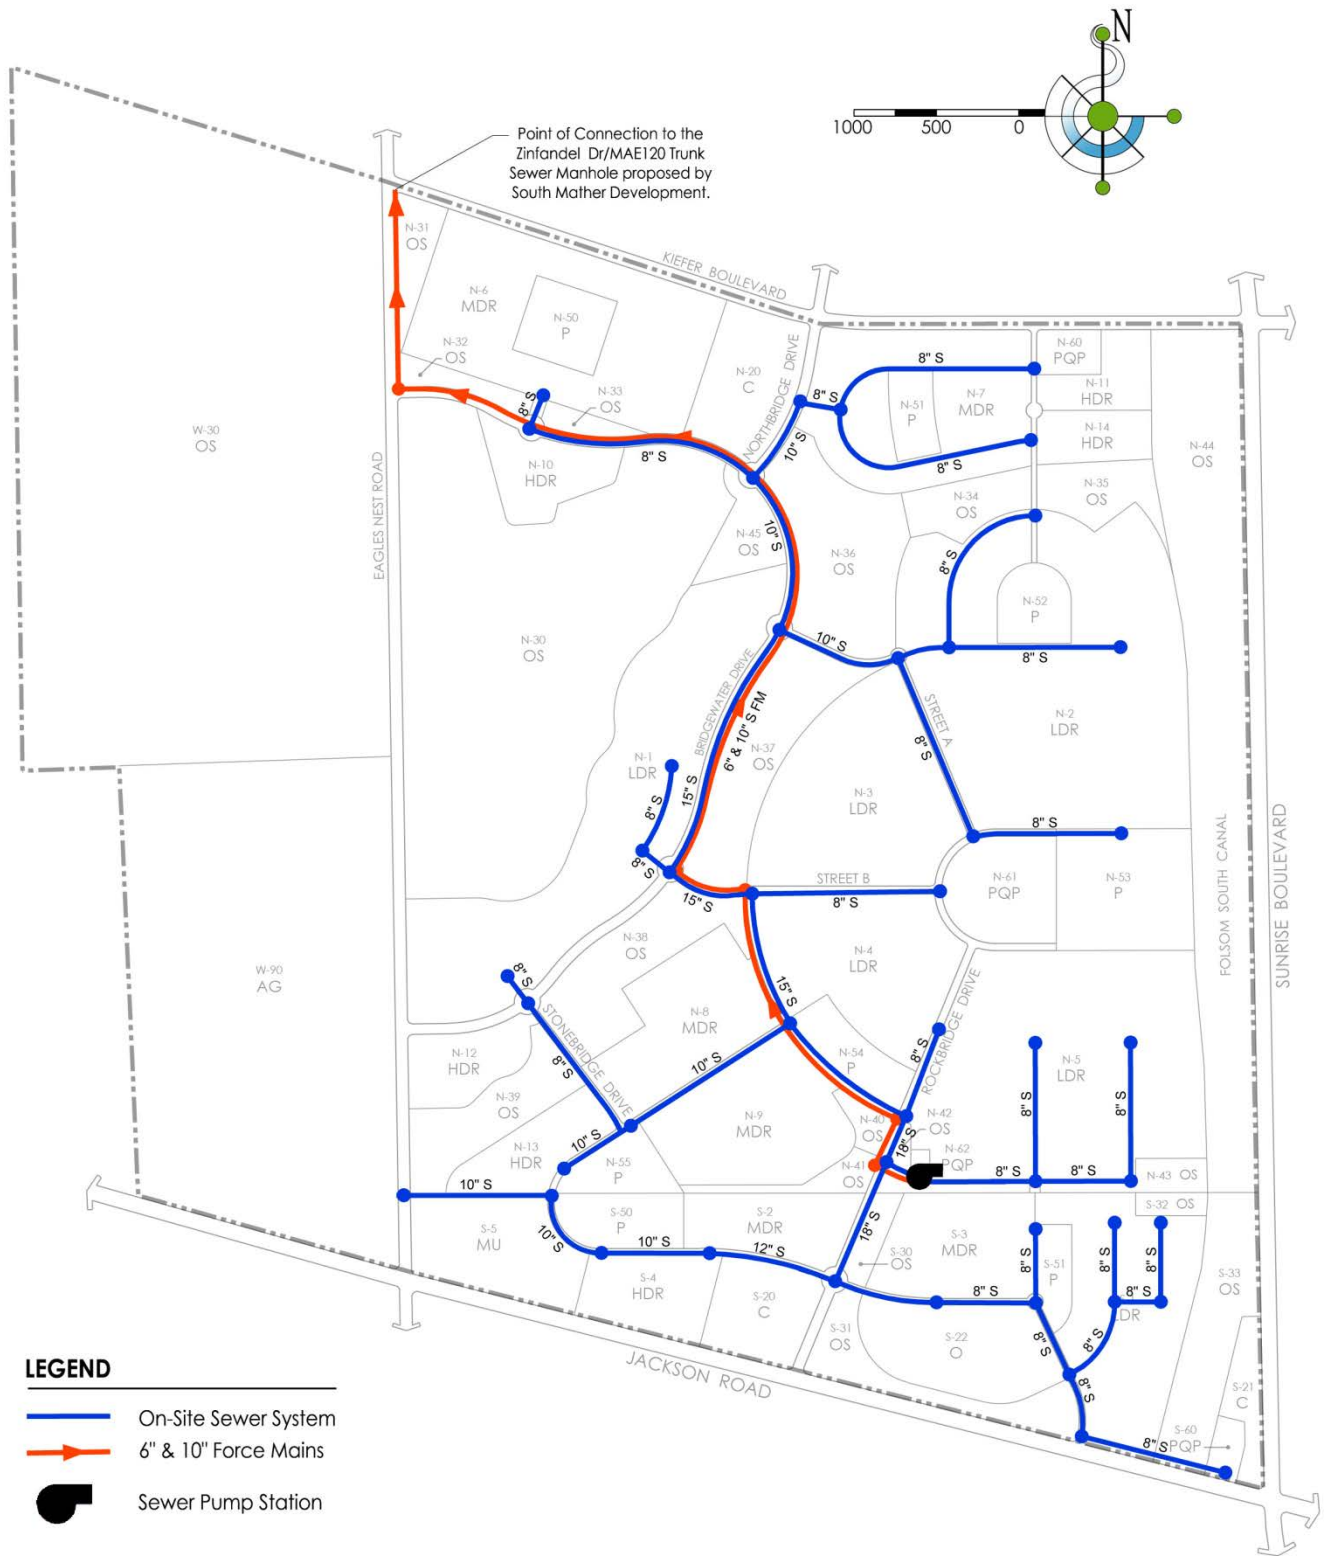 N
1000 500 0
Point of Connection to the
Zinfandel Dr/MAE120 Trunk
Sewer Manhole proposed by
South Mather Development.
N-31
OS
KIEFER BOULEVARD
N-6
MDR
N-50
P
N-32
OS
N-20
C
NORTHBRIDGE DRIVE
N-60
PQP
8" S
N-11
HDR
N-33
OS
8" S
8" S
N-51
P
N-7
MDR
N-14
HDR
W-30
OS
N-44
OS
10" S
8" S
8" S
N-10
HDR
EAGLES NEST ROAD
N-34
OS
N-35
OS
N-45
OS
10" S
N-36
OS
8" S
N-52
P
N-30
OS
10" S
8" S
BRIDGEWATER DRIVE
STREET A
N-2
LDR
6" & 10" S FM
N-37
OS
8" S
N-1
LDR
15" S
8" S
N-3
LDR
8" S
FOLSOM SOUTH CANAL
SUNRISE BOULEVARD
8" S
15" S
STREET B
8" S
N-61
PQP
N-53
P
N-38
OS
N-4
LDR
W-90
AG
8" S
STONEBRIDGE DRIVE
15" S
ROCKBRIDGE DRIVE
N-8
MDR
N-12
HDR
8" S
10" S
N-54
P
8" S
N-5
LDR
N-39
OS
8" S
8" S
N-9
MDR
N-40
OS
N-42
OS
10" S
N-13
HDR
18" S
N-62
PQP
N-55
P
N-41
OS
8" S
8" S
N-43 OS
10" S
S-32 OS
S-5
MU
10" S
S-50
P
S-2
MDR
18" S
S-3
MDR
10" S
12" S
S-30
OS
8" S
S-51
P
8" S
8" S
S-33
OS
S-4
HDR
S-20
C
8" S
8" S
LDR
S-31
OS
S-22
O
8" S
8" S
JACKSON ROAD
8" S
S-21
C
8" S
S-60
PQP
LEGEND
On-Site Sewer System
6" & 10" Force Mains
Sewer Pump Station